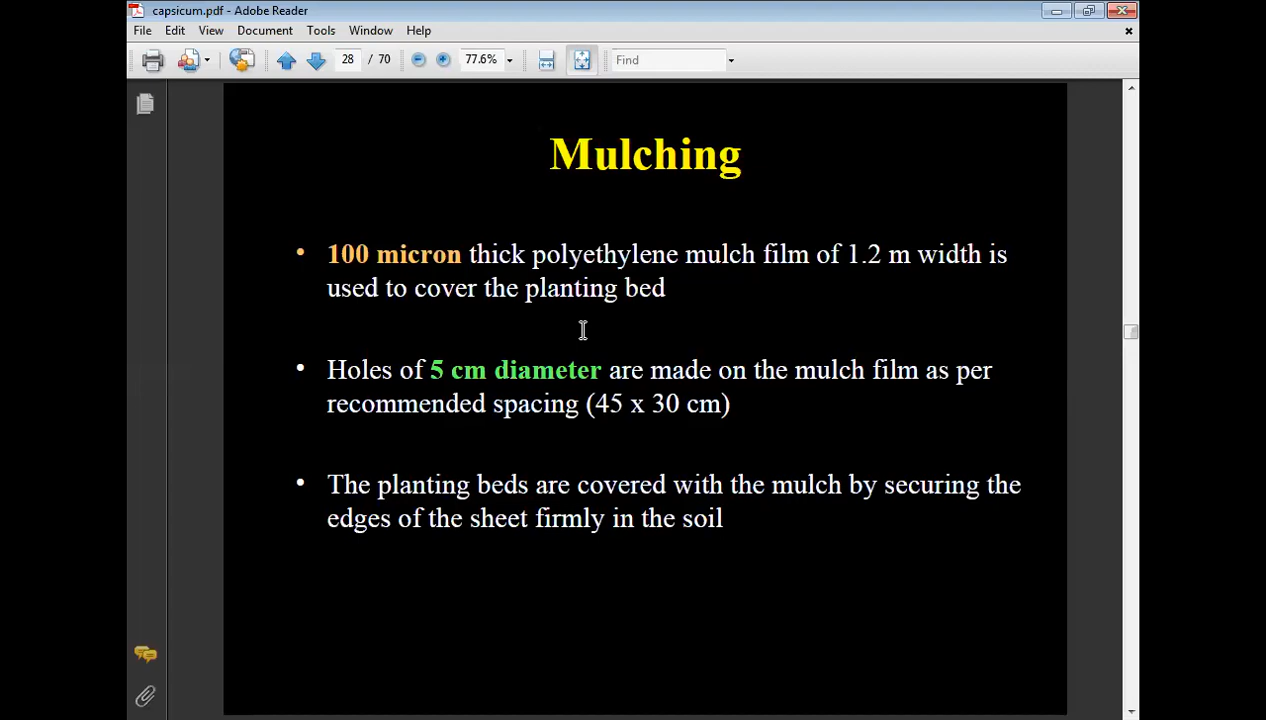 capsicum.pdf - Adobe Reader
File Edit View Document Tools Window Help
28 / 70 77.6% Find
Mulching
• 100 micron thick polyethylene mulch film of 1.2 m width is
used to cover the planting bed
• Holes of 5 cm diameter are made on the mulch film as per
recommended spacing (45 x 30 cm)
• The planting beds are covered with the mulch by securing the
edges of the sheet firmly in the soil